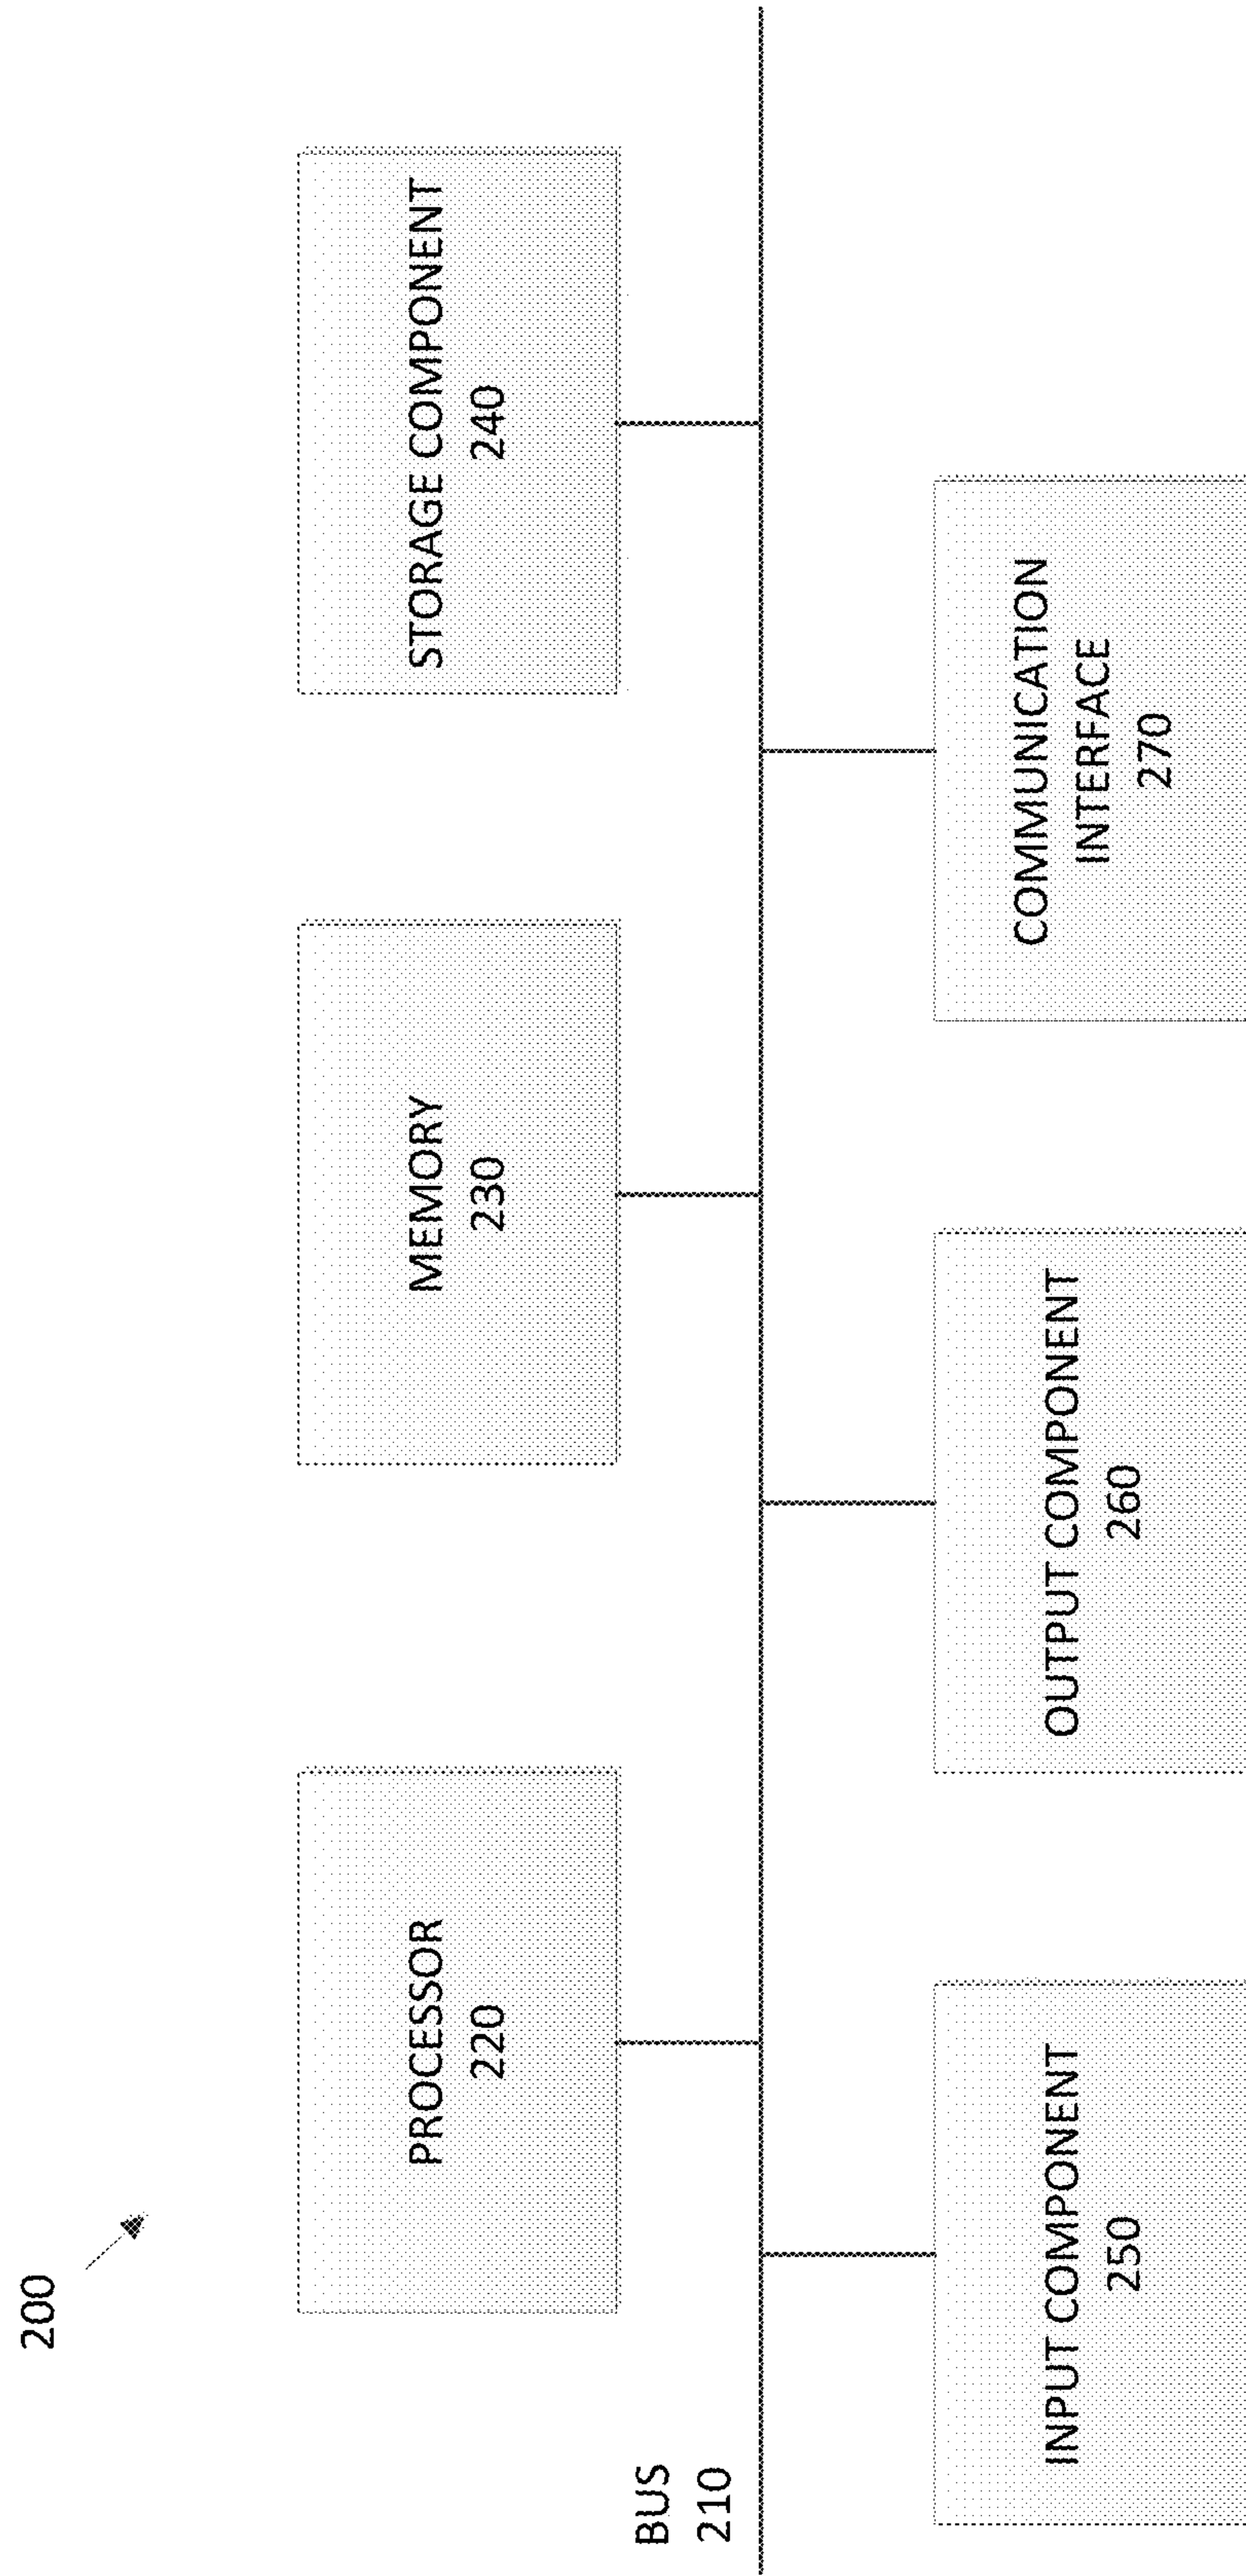 200
PROCESSOR
220
MEMORY
230
STORAGE COMPONENT
240
BUS
210
INPUT COMPONENT
250
OUTPUT COMPONENT
260
COMMUNICATION
INTERFACE
270